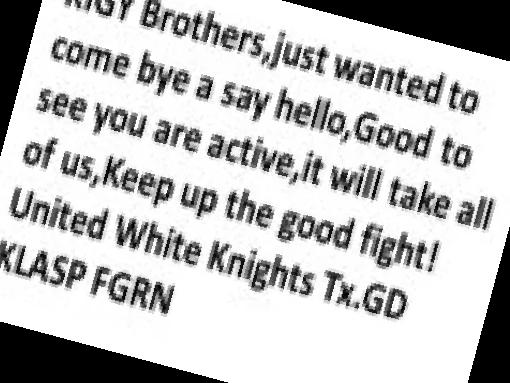 KIGY Brothers,just wanted to
come bye a say hello,Good to
see you are active,it will take all
of us,Keep up the good fight!
United White Knights Tx.GD
KLASP FGRN